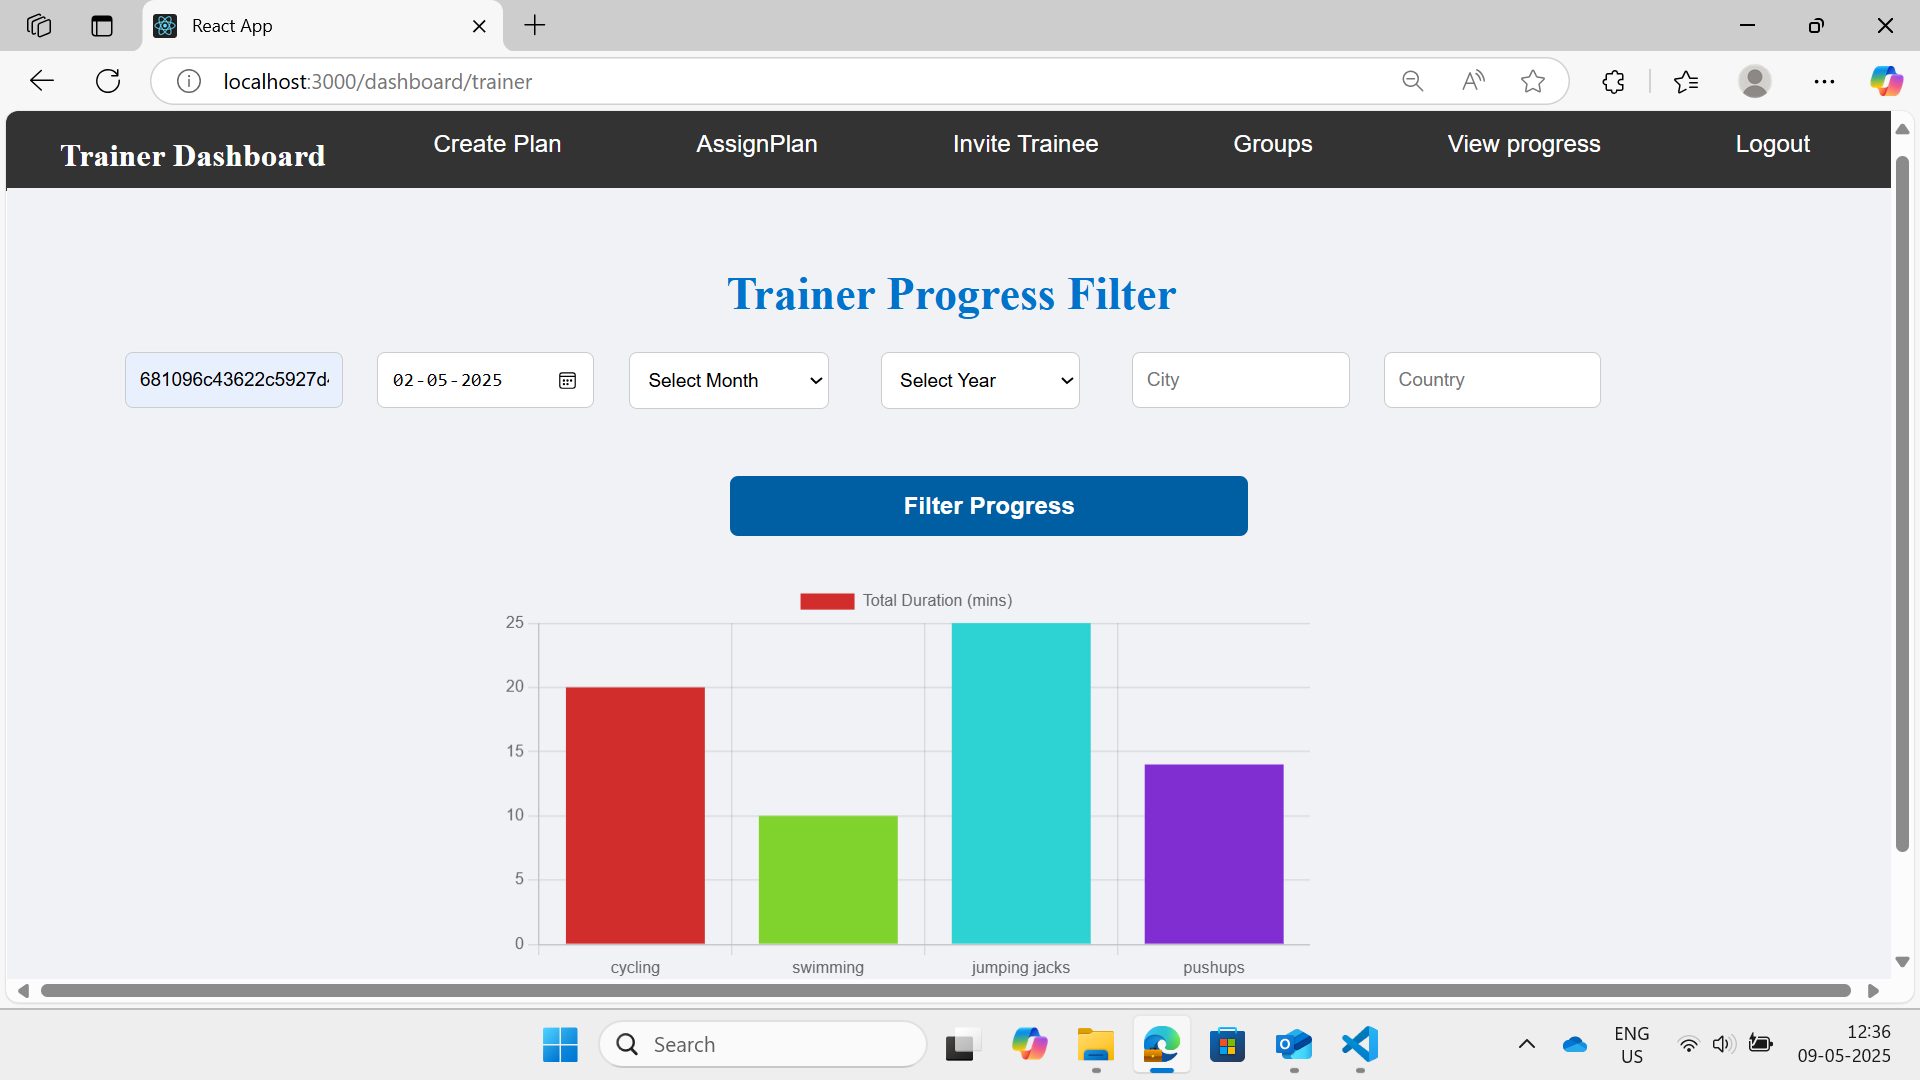 React App
localhost:3000/dashboard/trainer
Trainer Dashboard
Create Plan
AssignPlan
Invite Trainee
Groups
View progress
Logout
Trainer Progress Filter
681096c43622c5927d
02-05-2025
Select Month
Select Year
City
Country
Filter Progress
Total Duration (mins)
25
20
15
10
5
0
cycling
swimming
jumping jacks
pushups
Search
ENG
US
12:36
09-05-2025